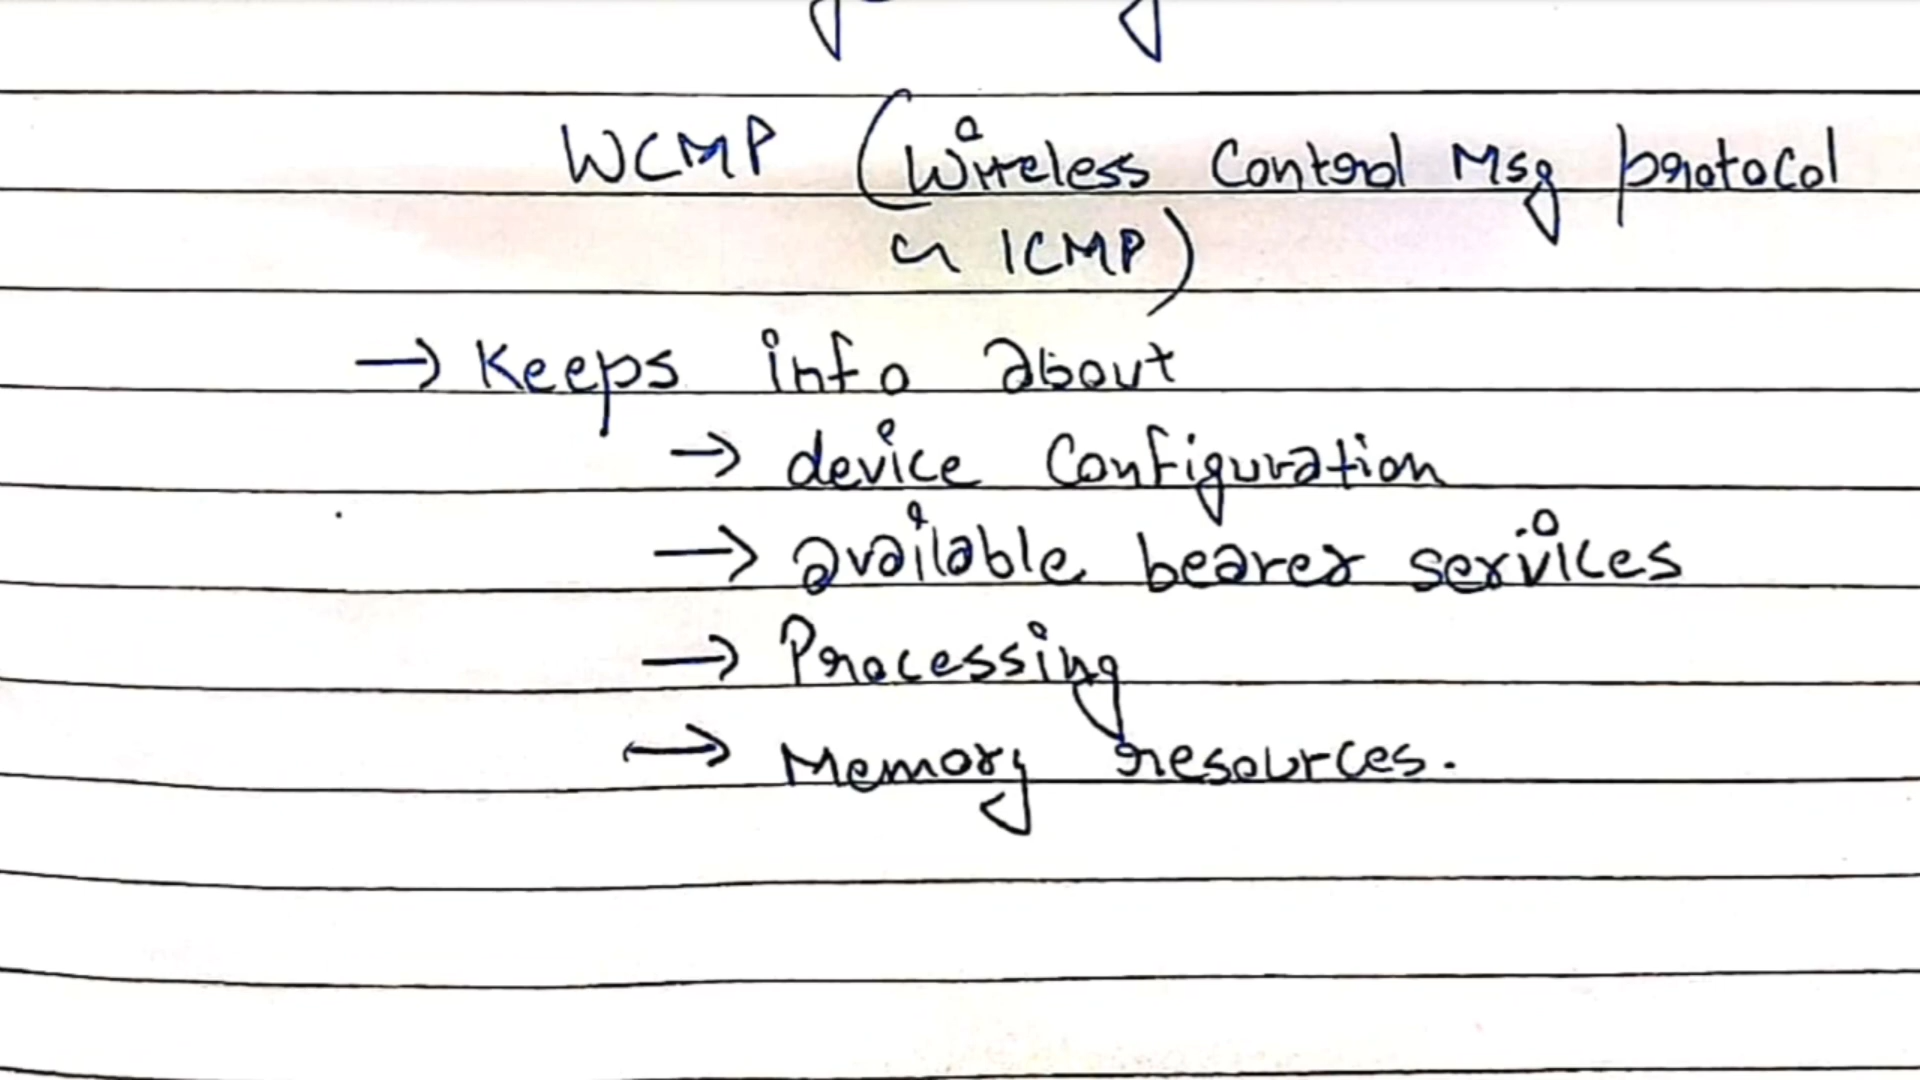 WCMP (Wireless Control Msg protocol
~ ICMP)
→ Keeps info about
→ device Configuration
→ available bearer services
→ Processing
→ Memory resources.